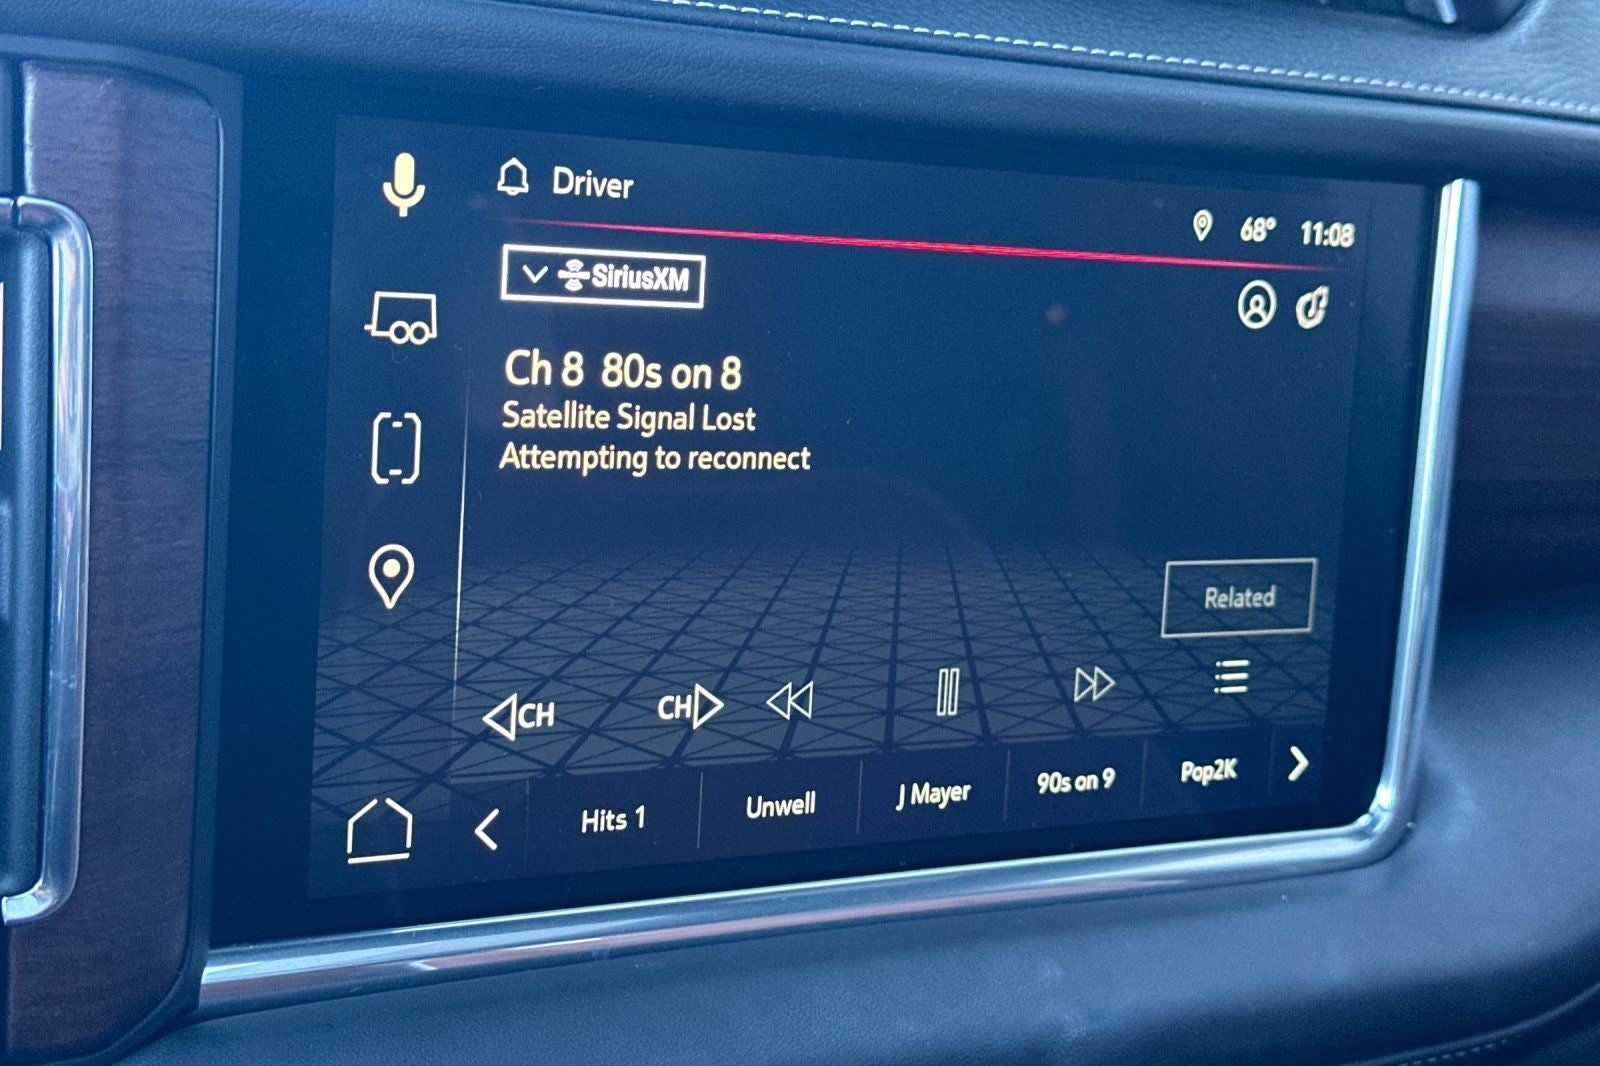 Driver
68° 11:08
SiriusXM
Ch 8 80s on 8
Satellite Signal Lost
Attempting to reconnect
Related
CH CH
Hits 1 Unwell J Mayer 90s on 9 Pop2K